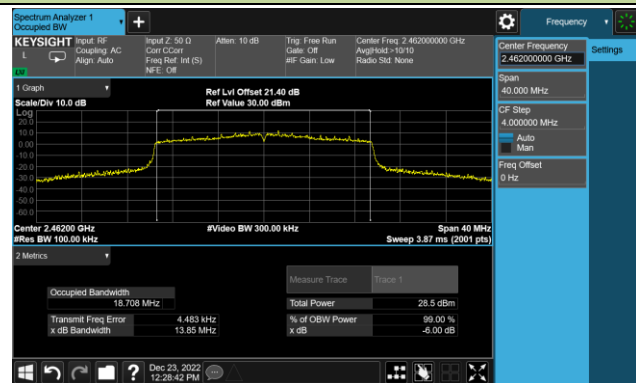 Spectrum Analyzer 1
Occupied BW
Frequency
KEYSIGHT
L
Input: RF
Coupling: AC
Align: Auto
Input Z: 50 Ω
Corr CCorr
Freq Ref: Int (S)
NFE: Off
Atten: 10 dB
Trig: Free Run
Gate: Off
#IF Gain: Low
Center Freq: 2.462000000 GHz
Avg|Hold:>10/10
Radio Std: None
Center Frequency
2.462000000 GHz
Settings
Span
40.000 MHz
CF Step
4.000000 MHz
Auto
Man
Freq Offset
0 Hz
1 Graph
Scale/Div 10.0 dB
Ref Lvl Offset 21.40 dB
Ref Value 30.00 dBm
Log
20.0
10.0
0.00
-10.0
-20.0
-30.0
-40.0
-50.0
-60.0
Center 2.46200 GHz
#Video BW 300.00 kHz
Span 40 MHz
#Res BW 100.00 kHz
Sweep 3.87 ms (2001 pts)
2 Metrics
Measure Trace
Trace 1
Occupied Bandwidth
18.708 MHz
Total Power
28.5 dBm
Transmit Freq Error
4.483 kHz
% of OBW Power
99.00 %
x dB Bandwidth
13.85 MHz
x dB
-6.00 dB
?
Dec 23, 2022
12:28:42 PM